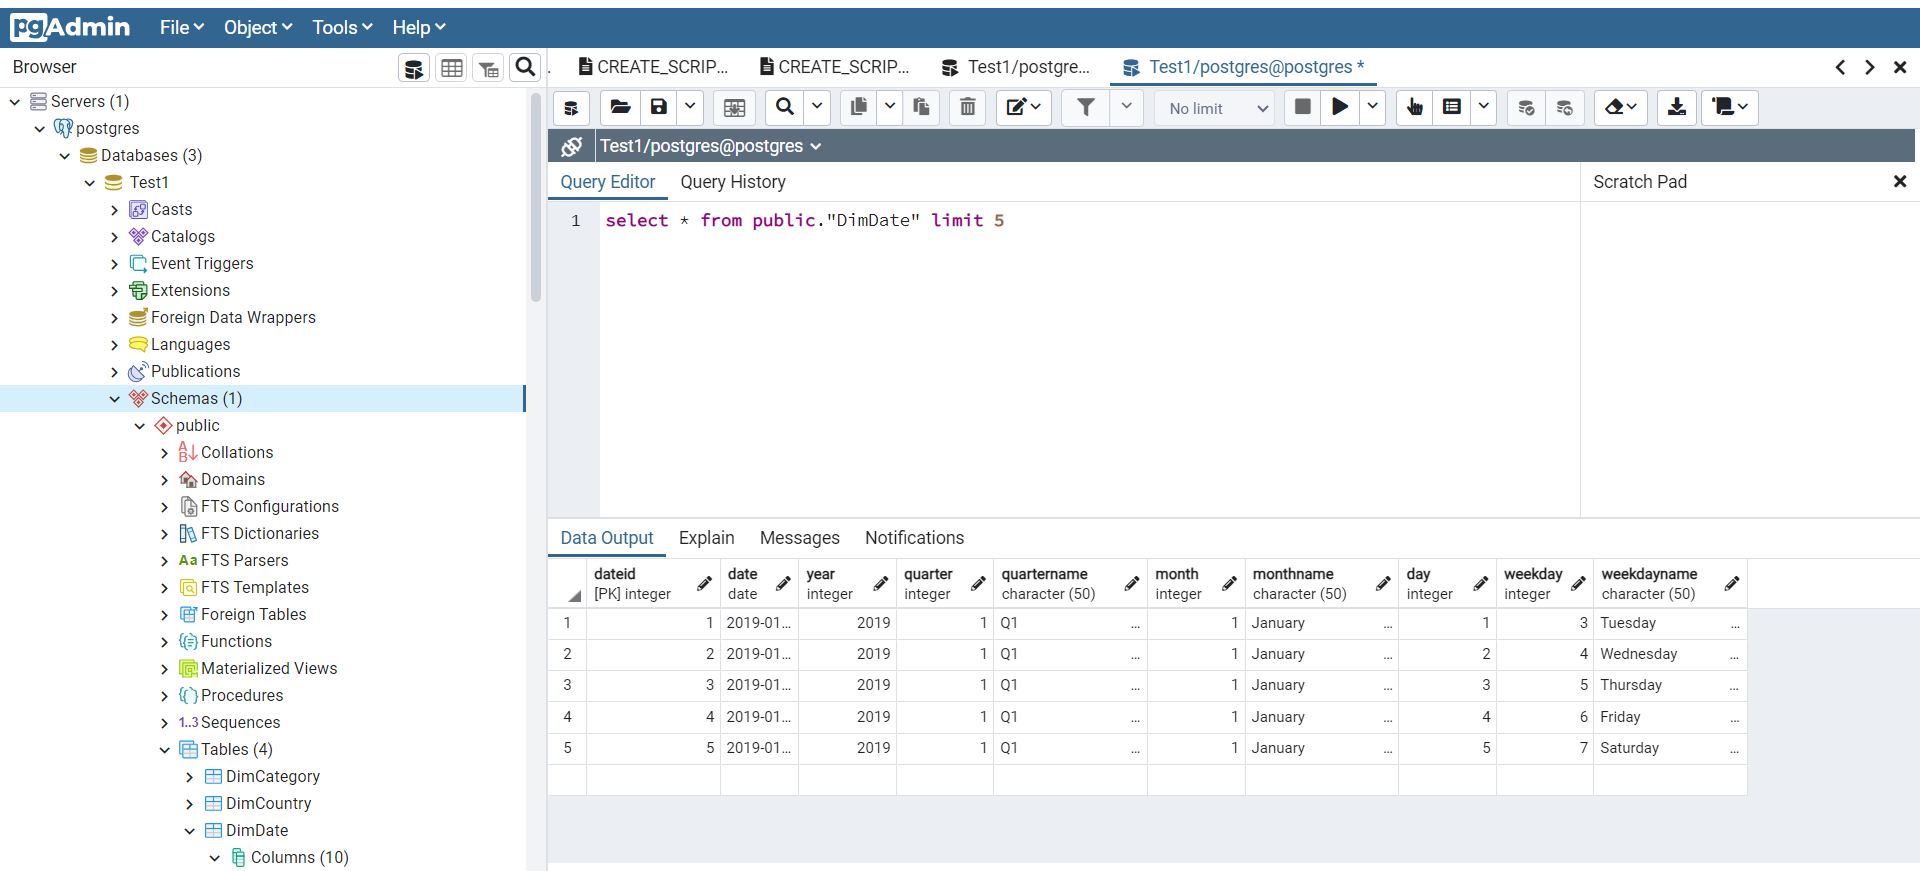 pgAdmin File Object Tools Help
Browser
CREATE_SCRIP... CREATE_SCRIP... Test1/postgre... Test1/postgres@postgres *
No limit
Test1/postgres@postgres
Query Editor Query History
Scratch Pad
1 select * from public."DimDate" limit 5
Servers (1)
postgres
Databases (3)
Test1
Casts
Catalogs
Event Triggers
Extensions
Foreign Data Wrappers
Languages
Publications
Schemas (1)
public
Collations
Domains
FTS Configurations
FTS Dictionaries
Aa FTS Parsers
FTS Templates
Foreign Tables
Functions
Materialized Views
Procedures
1..3 Sequences
Tables (4)
DimCategory
DimCountry
DimDate
Columns (10)
Data Output Explain Messages Notifications
dateid date year quarter quartername month monthname day weekday weekdayname
[PK] integer date integer integer character (50) integer character (50) integer integer character (50)
1 1 2019-01... 2019 1 Q1 ... 1 January ... 1 3 Tuesday ...
2 2 2019-01... 2019 1 Q1 ... 1 January ... 2 4 Wednesday ...
3 3 2019-01... 2019 1 Q1 ... 1 January ... 3 5 Thursday ...
4 4 2019-01... 2019 1 Q1 ... 1 January ... 4 6 Friday ...
5 5 2019-01... 2019 1 Q1 ... 1 January ... 5 7 Saturday ...